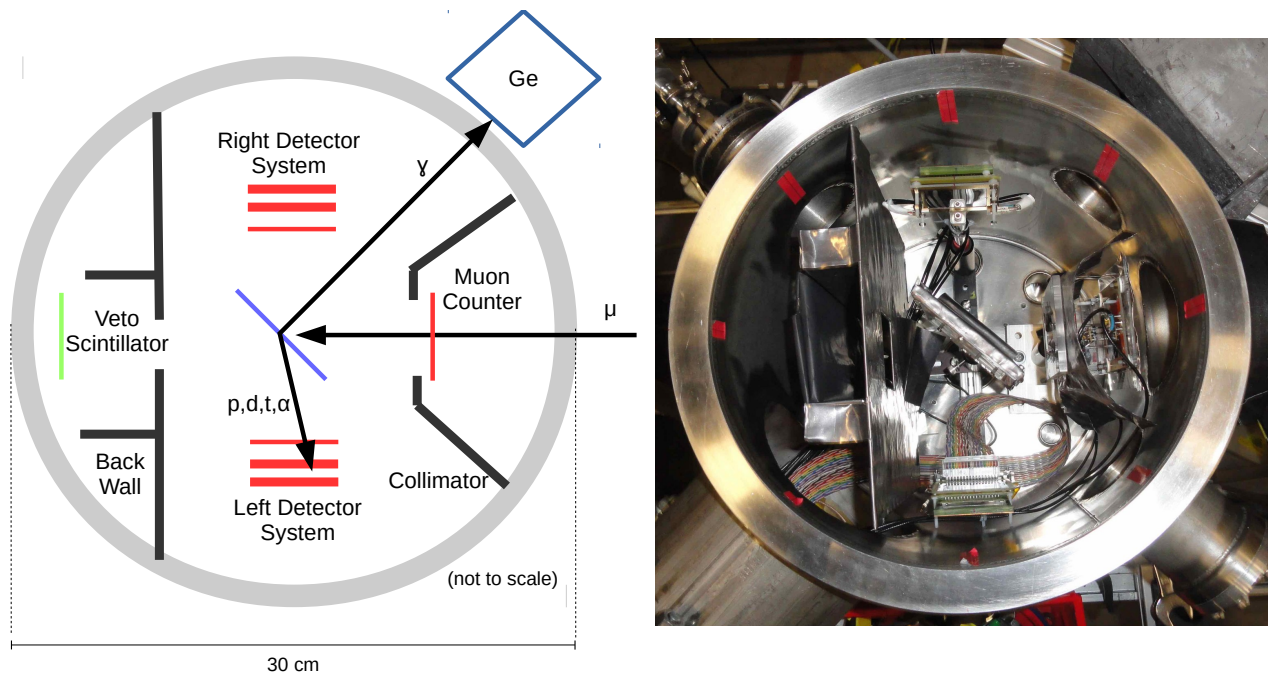 Ge
Right Detector
System
ɣ
Muon
Counter
μ
Veto
Scintillator
p,d,t,α
Back
Wall
Collimator
Left Detector
System
(not to scale)
30 cm